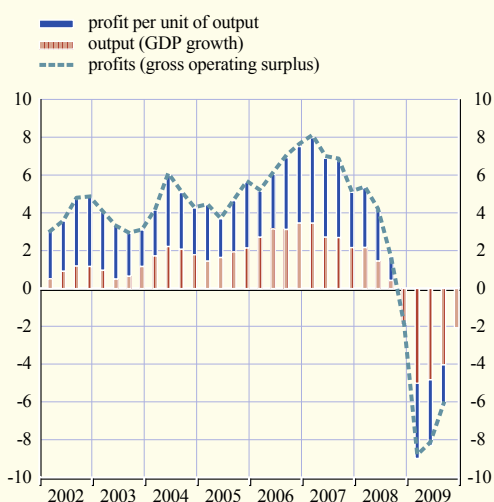 profit per unit of output
output (GDP growth)
profits (gross operating surplus)
10 10
8 8
6 6
4 4
2 2
0 0
-2 -2
-4 -4
-6 -6
-8 -8
-10 -10
2002 2003 2004 2005 2006 2007 2008 2009